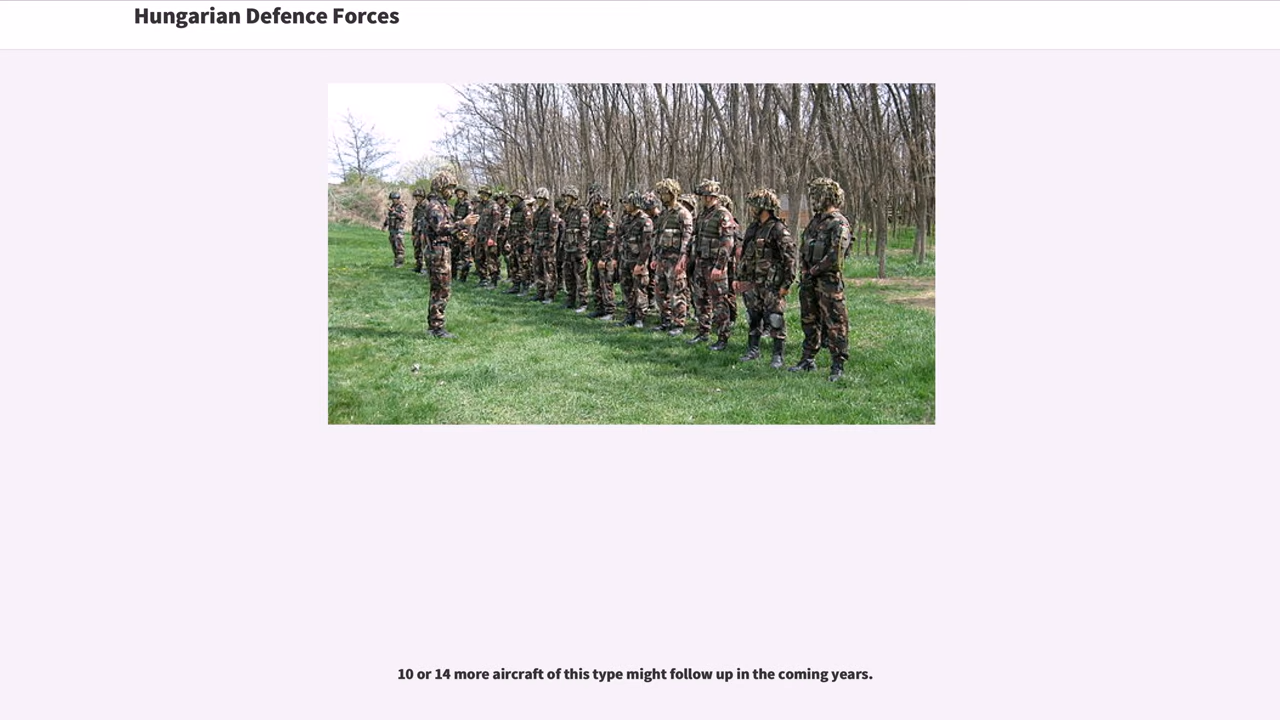 Hungarian Defence Forces
10 or 14 more aircraft of this type might follow up in the coming years.